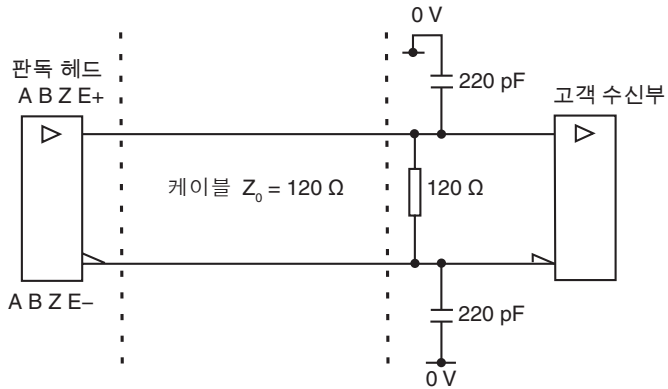 0 V
판독 헤드
A B Z E+
220 pF
고객 수신부
케이블 Z₀ = 120 Ω
120 Ω
A B Z E−
220 pF
0 V